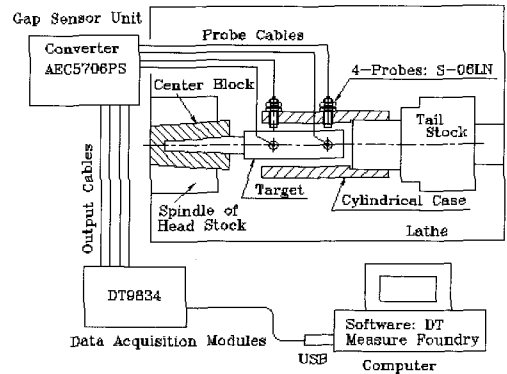 Gap Sensor Unit
Converter
AEC5706PS
Probe Cables
4-Probes: S-06LN
Center Block
Tail
Stock
Target
Cylindrical Case
Spindle of
Head Stock
Lathe
Output Cables
DT9834
Data Acquisition Modules
USB
Software: DT
Measure Foundry
Computer